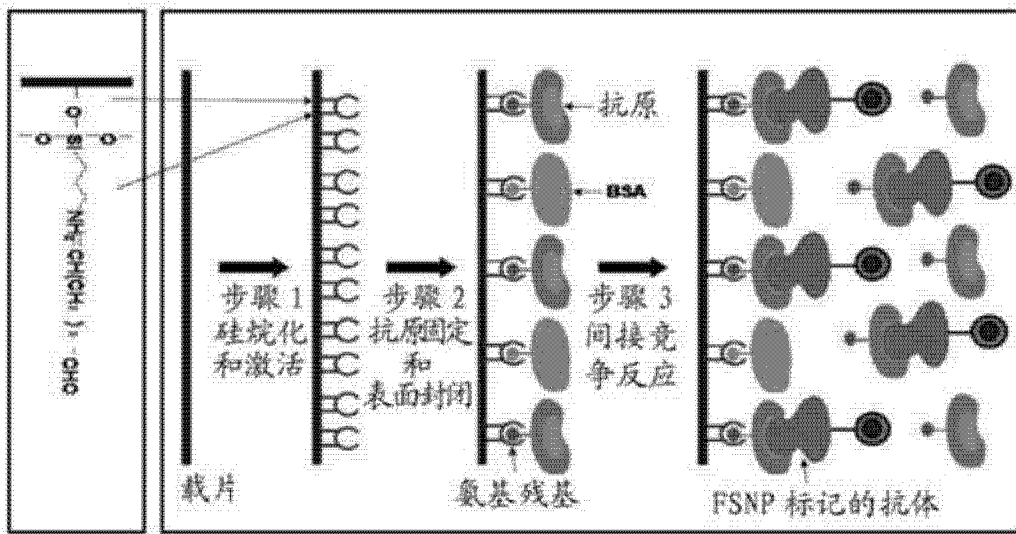 O
O SI O
抗原
BSA
步骤 1
硅烷化
和激活
步骤 2
抗原固定
和
表面封闭
步骤 3
间接竞
争反应
载片
氨基残基
FSNP 标记的抗体
CHO